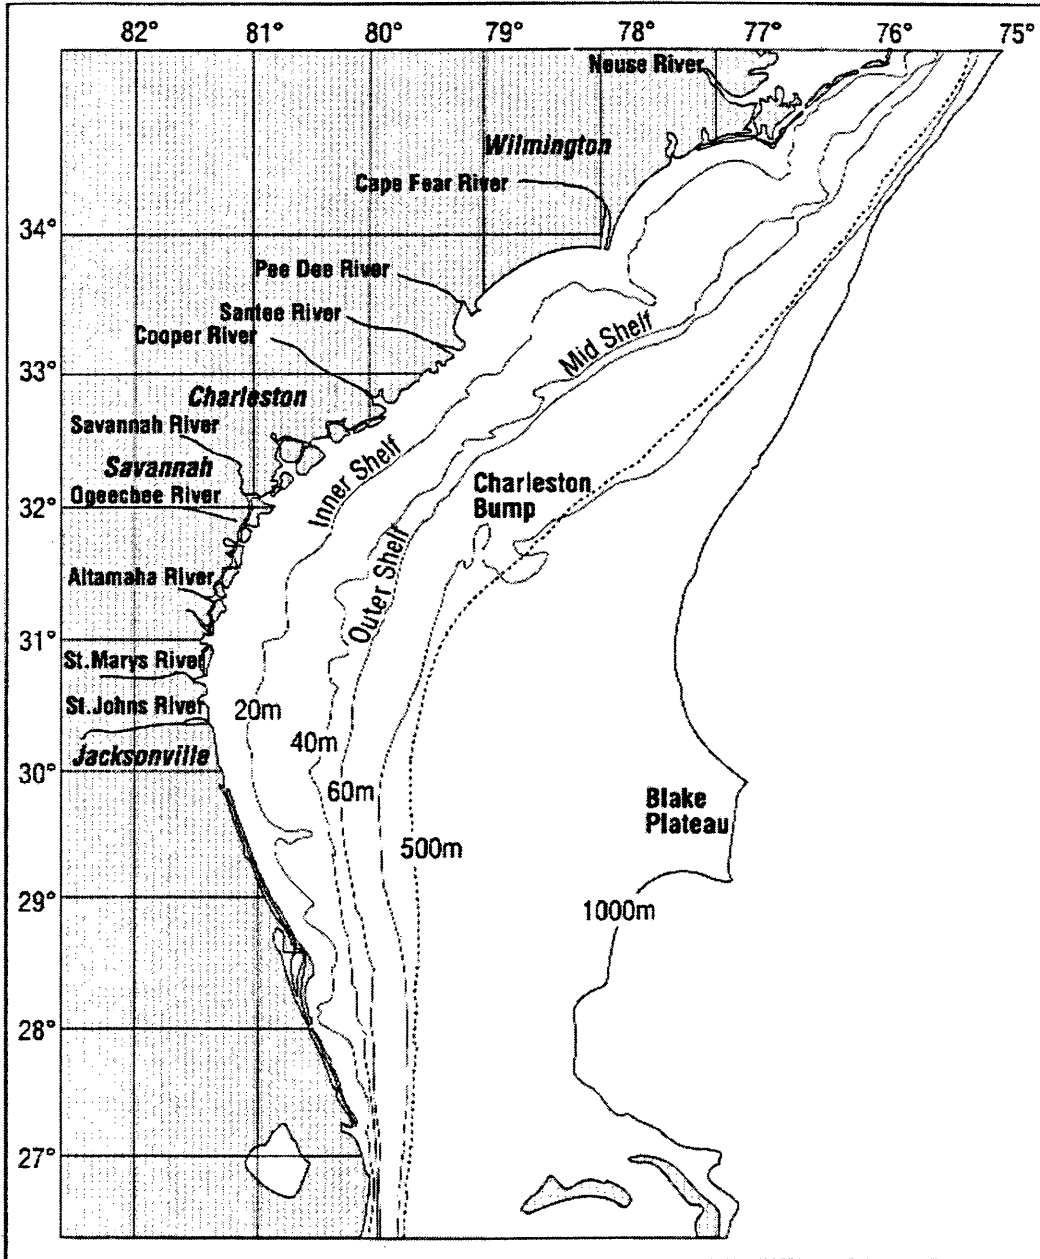 82° 81° 80° 79° 78° 77° 76° 75°
Neuse River
Wilmington
Cape Fear River
34°
Pee Dee River
Santee River
Cooper River
Mid Shelf
33°
Charleston
Savannah River
Inner Shelf
Savannah
Charleston
Bump
Ogeechee River
32°
Outer Shelf
Altamaha River
31°
St.Marys River
St.Johns River
20m
40m
Jacksonville
30°
60m
Blake
Plateau
500m
29°
1000m
28°
27°